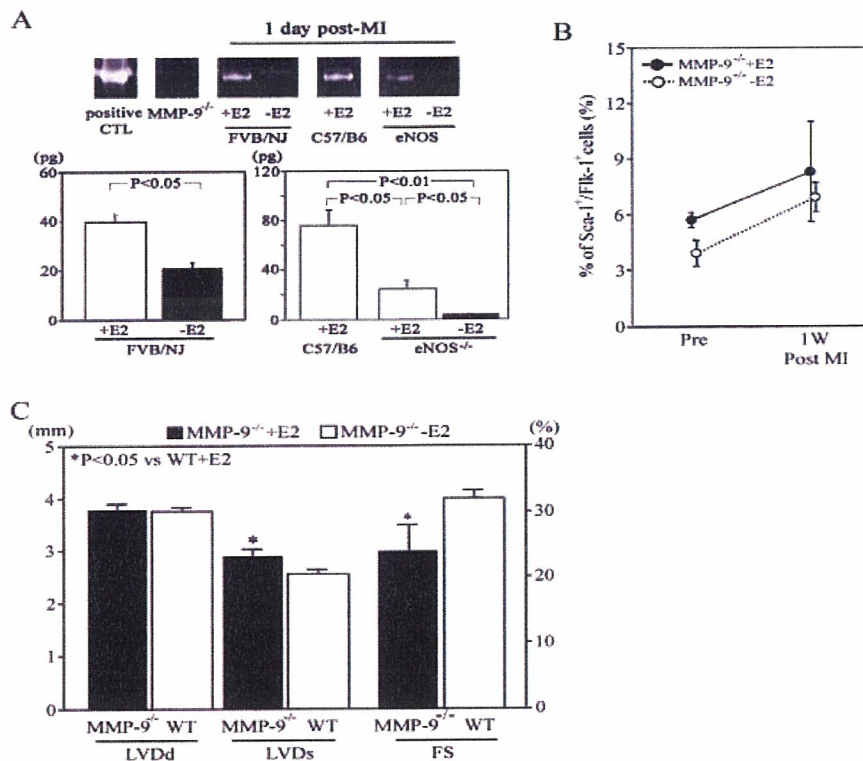 A
1 day post-MI
positive CTL
MMP-9-/-
+E2 -E2
FVB/NJ
+E2
C57/B6
+E2 -E2
eNOS
(pg)
60
40
20
0
P<0.05
+E2 -E2
FVB/NJ
(pg)
120
80
40
0
P<0.01
P<0.05 P<0.05
+E2 +E2 -E2
C57/B6 eNOS-/-
B
% of Sca-1+/Flk-1+cells (%)
15
12
9
6
3
0
MMP-9-/-+E2
MMP-9-/--E2
Pre 1W
Post MI
C
(mm) (%)
MMP-9-/-+E2 MMP-9-/--E2
*P<0.05 vs WT+E2
5
4
3
2
1
0
*
*
40
30
20
10
0
MMP-9-/- WT MMP-9-/- WT MMP-9-/- WT
LVDd LVDs FS